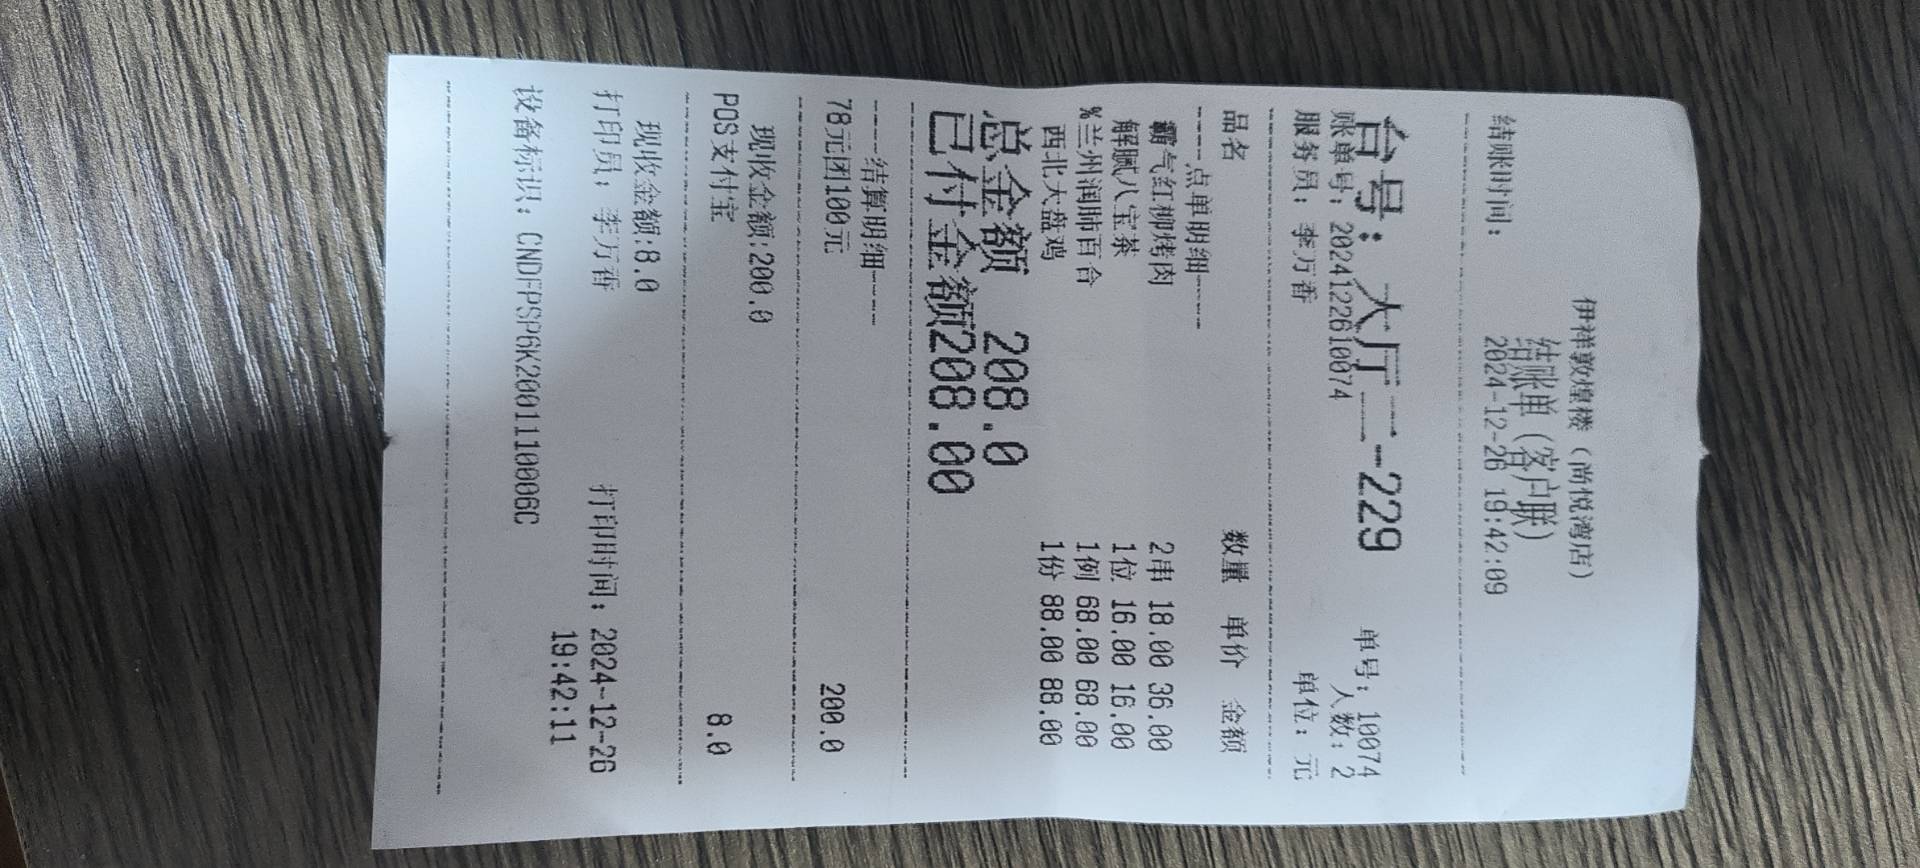 伊祥敦煌楼（尚悦湾店）
结账单（客户联）
结账时间： 2024-12-26 19:42:09
台号：大厅二-229 单号：10074
账单号：2024122610074 人数：2
服务员：李万香 单位：元
品名 数量 单价 金额
----点单明细----
霸气红柳烤肉 2串 18.00 36.00
解腻八宝茶 1位 16.00 16.00
※兰州润肺百合 1例 68.00 68.00
西北大盘鸡 1份 88.00 88.00
总金额 208.0
已付金额208.00
----结算明细----
78元团100元 200.0
现收金额:200.0
POS支付宝 8.0
现收金额:8.0
打印员：李万香 打印时间：2024-12-26
19:42:11
设备标识：CNDFPSP6K20011110006C